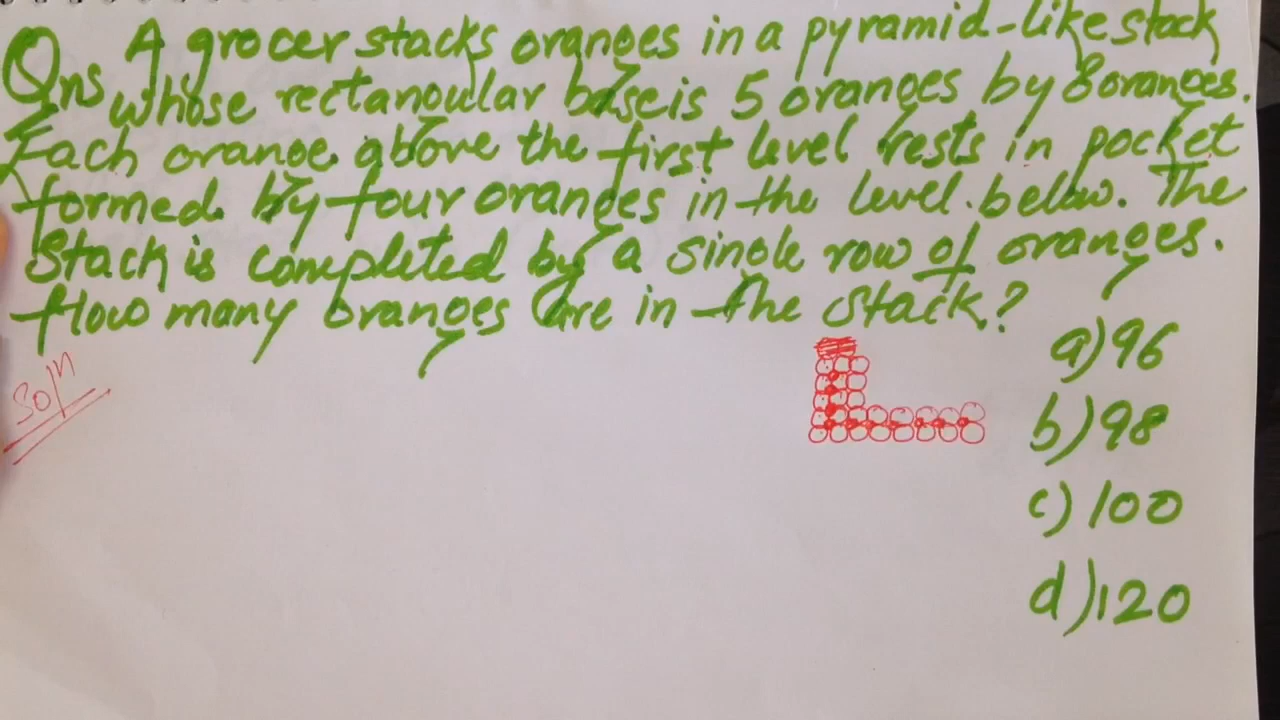 Qns A grocer stacks oranges in a pyramid-like stack
whose rectangular base is 5 oranges by 8 oranges.
Each orange above the first level rests in pocket
formed by four oranges in the level below. The
Stack is completed by a single row of oranges.
How many oranges are in the stack?
Soln
a) 96
b) 98
c) 100
d) 120